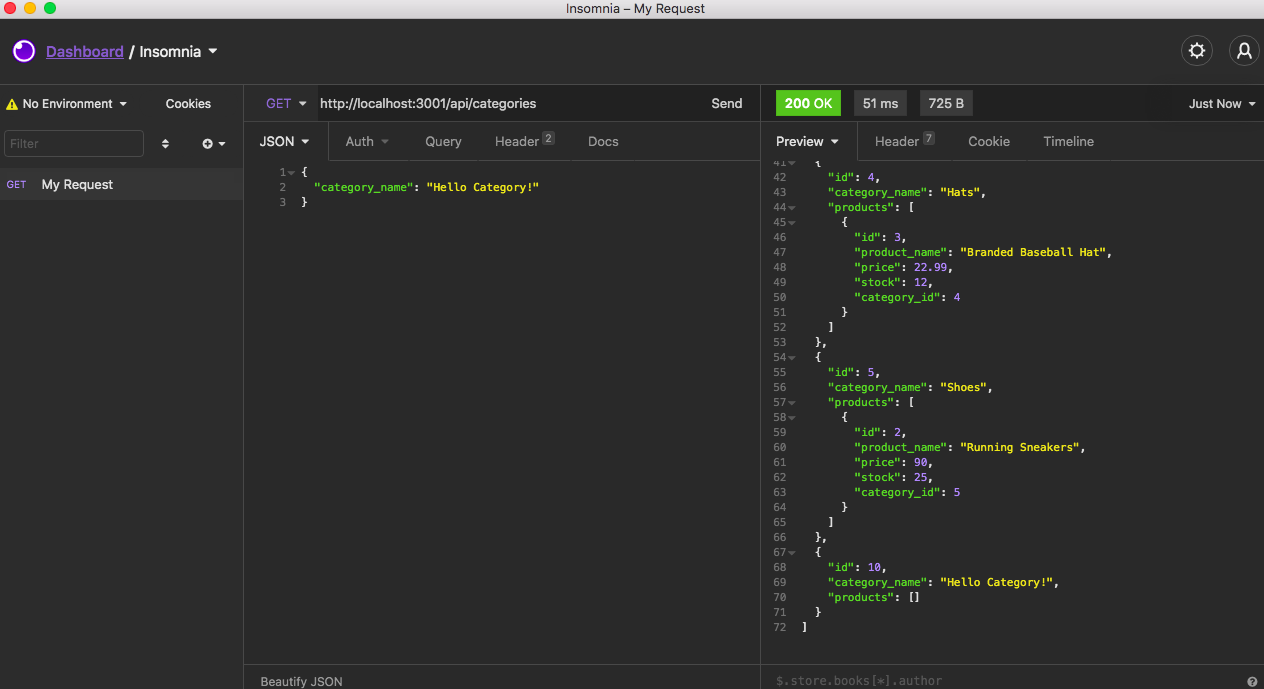 Insomnia – My Request
Dashboard / Insomnia
No Environment Cookies
GET http://localhost:3001/api/categories Send
200 OK 51 ms 725 B Just Now
Filter
GET My Request
JSON Auth Query Header 2 Docs
1 {
2 "category_name": "Hello Category!"
3 }
Beautify JSON
Preview Header 7 Cookie Timeline
41 {
42 "id": 4,
43 "category_name": "Hats",
44 "products": [
45 {
46 "id": 3,
47 "product_name": "Branded Baseball Hat",
48 "price": 22.99,
49 "stock": 12,
50 "category_id": 4
51 }
52 ]
53 },
54 {
55 "id": 5,
56 "category_name": "Shoes",
57 "products": [
58 {
59 "id": 2,
60 "product_name": "Running Sneakers",
61 "price": 90,
62 "stock": 25,
63 "category_id": 5
64 }
65 ]
66 },
67 {
68 "id": 10,
69 "category_name": "Hello Category!",
70 "products": []
71 }
72 ]
$.store.books[*].author